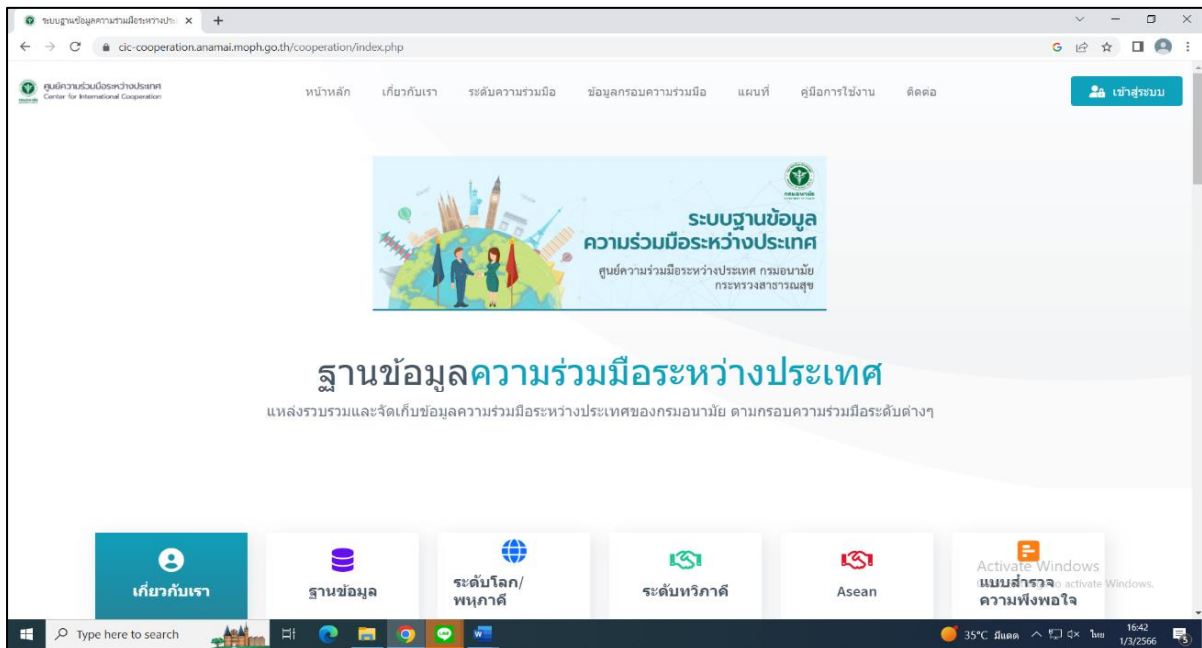 ระบบฐานข้อมูลความร่วมมือระหว่างประ
cic-cooperation.anamai.moph.go.th/cooperation/index.php
ศูนย์ความร่วมมือระหว่างประเทศ
Center for International Cooperation
หน้าหลัก เกี่ยวกับเรา ระดับความร่วมมือ ข้อมูลกรอบความร่วมมือ แผนที่ คู่มือการใช้งาน ติดต่อ
เข้าสู่ระบบ
กรมอนามัย
ระบบฐานข้อมูล
ความร่วมมือระหว่างประเทศ
ศูนย์ความร่วมมือระหว่างประเทศ กรมอนามัย
กระทรวงสาธารณสุข
ฐานข้อมูลความร่วมมือระหว่างประเทศ
แหล่งรวบรวมและจัดเก็บข้อมูลความร่วมมือระหว่างประเทศของกรมอนามัย ตามกรอบความร่วมมือระดับต่างๆ
เกี่ยวกับเรา
ฐานข้อมูล
ระดับโลก/
พหุภาคี
ระดับทวิภาคี
Asean
แบบสำรวจ
ความพึงพอใจ
Activate Windows
to activate Windows.
Type here to search
35°C มีแดด
ไทย
16:42
1/3/2566
5